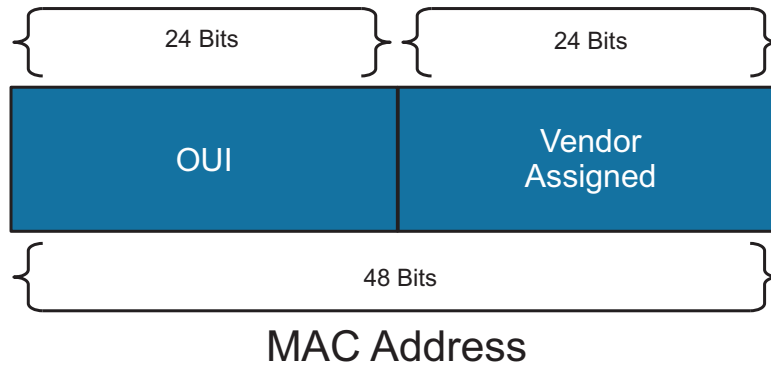 24 Bits
24 Bits
OUI
Vendor
Assigned
48 Bits
MAC Address